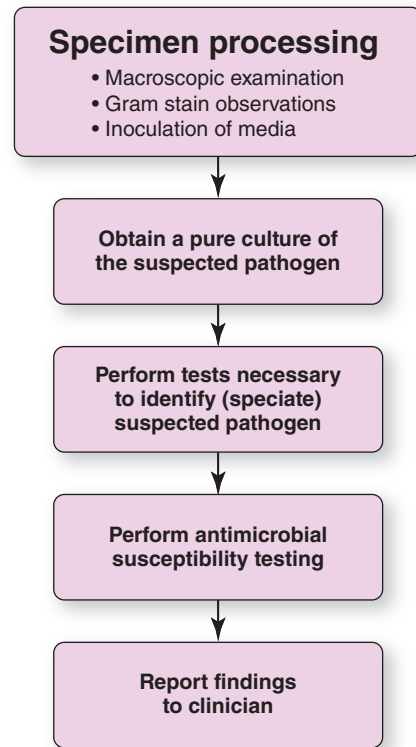 Specimen processing
• Macroscopic examination
• Gram stain observations
• Inoculation of media
Obtain a pure culture of
the suspected pathogen
Perform tests necessary
to identify (speciate)
suspected pathogen
Perform antimicrobial
susceptibility testing
Report findings
to clinician